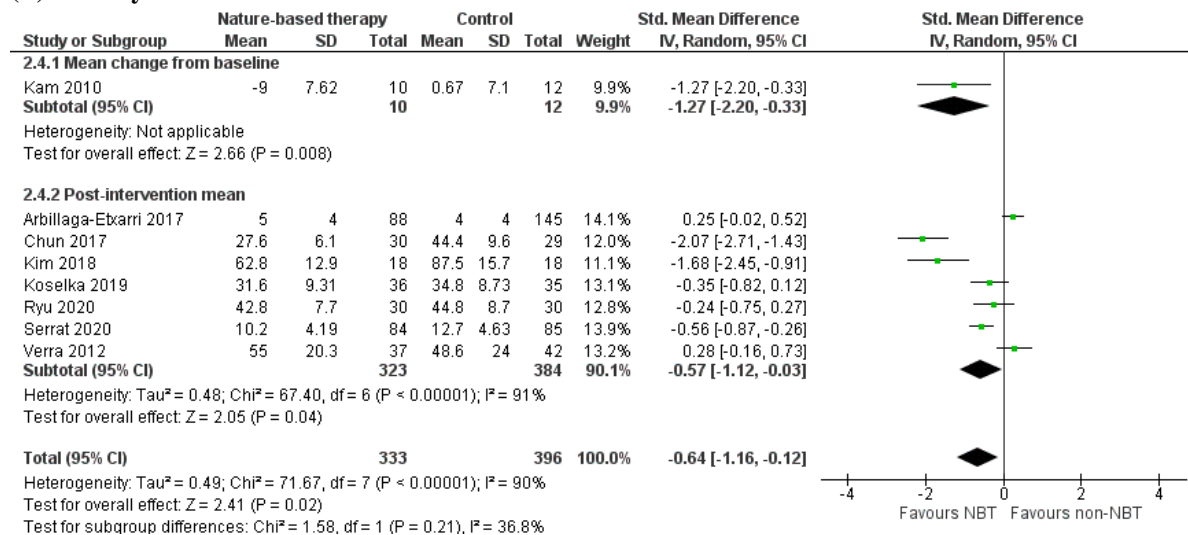 Nature-based therapy Control Std. Mean Difference Std. Mean Difference
Study or Subgroup Mean SD Total Mean SD Total Weight IV, Random, 95% CI IV, Random, 95% CI
2.4.1 Mean change from baseline
Kam 2010 -9 7.62 10 0.67 7.1 12 9.9% -1.27 [-2.20, -0.33]
Subtotal (95% CI) 10 12 9.9% -1.27 [-2.20, -0.33]
Heterogeneity: Not applicable
Test for overall effect: Z = 2.66 (P = 0.008)
2.4.2 Post-intervention mean
Arbillaga-Etxarri 2017 5 4 88 4 4 145 14.1% 0.25 [-0.02, 0.52]
Chun 2017 27.6 6.1 30 44.4 9.6 29 12.0% -2.07 [-2.71, -1.43]
Kim 2018 62.8 12.9 18 87.5 15.7 18 11.1% -1.68 [-2.45, -0.91]
Koselka 2019 31.6 9.31 36 34.8 8.73 35 13.1% -0.35 [-0.82, 0.12]
Ryu 2020 42.8 7.7 30 44.8 8.7 30 12.8% -0.24 [-0.75, 0.27]
Serrat 2020 10.2 4.19 84 12.7 4.63 85 13.9% -0.56 [-0.87, -0.26]
Verra 2012 55 20.3 37 48.6 24 42 13.2% 0.28 [-0.16, 0.73]
Subtotal (95% CI) 323 384 90.1% -0.57 [-1.12, -0.03]
Heterogeneity: Tau² = 0.48; Chi² = 67.40, df = 6 (P < 0.00001); I² = 91%
Test for overall effect: Z = 2.05 (P = 0.04)
Total (95% CI) 333 396 100.0% -0.64 [-1.16, -0.12]
Heterogeneity: Tau² = 0.49; Chi² = 71.67, df = 7 (P < 0.00001); I² = 90%
Test for overall effect: Z = 2.41 (P = 0.02)
Test for subgroup differences: Chi² = 1.58, df = 1 (P = 0.21), I² = 36.8%
-4 -2 0 2 4
Favours NBT Favours non-NBT